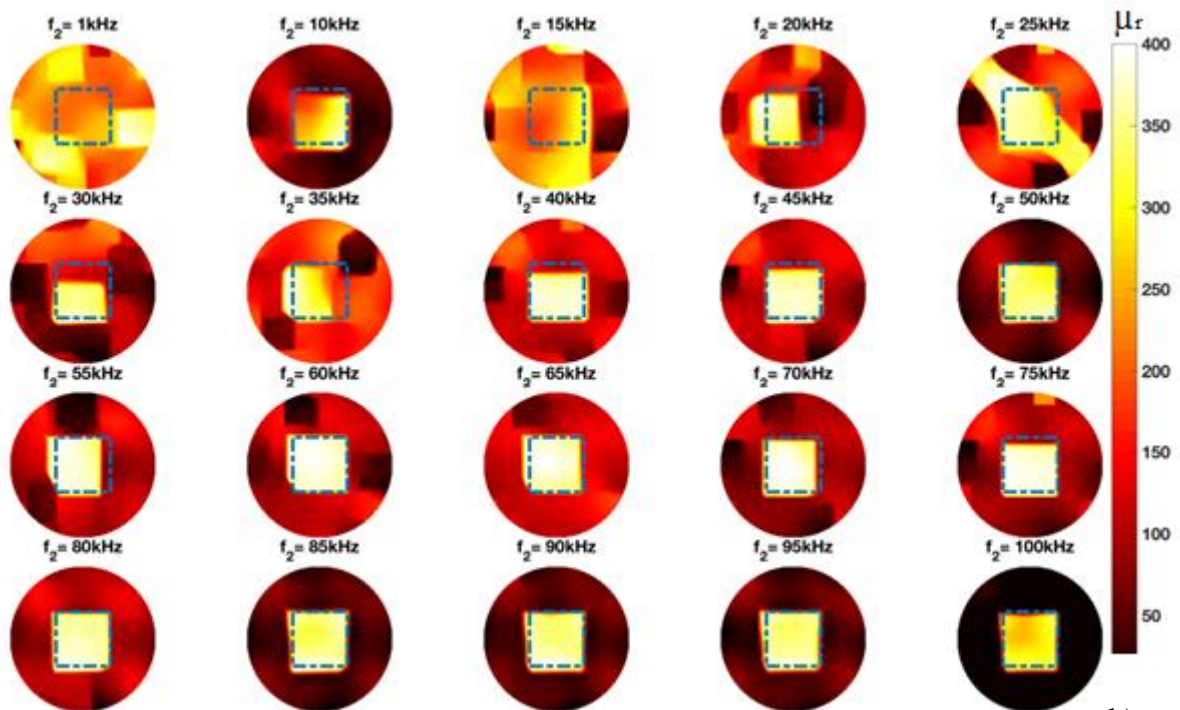 f₂= 1kHz f₂= 10kHz f₂= 15kHz f₂= 20kHz f₂= 25kHz μr
400
350
f₂= 30kHz f₂= 35kHz f₂= 40kHz f₂= 45kHz f₂= 50kHz
300
250
f₂= 55kHz f₂= 60kHz f₂= 65kHz f₂= 70kHz f₂= 75kHz
200
150
100
f₂= 80kHz f₂= 85kHz f₂= 90kHz f₂= 95kHz f₂= 100kHz
50